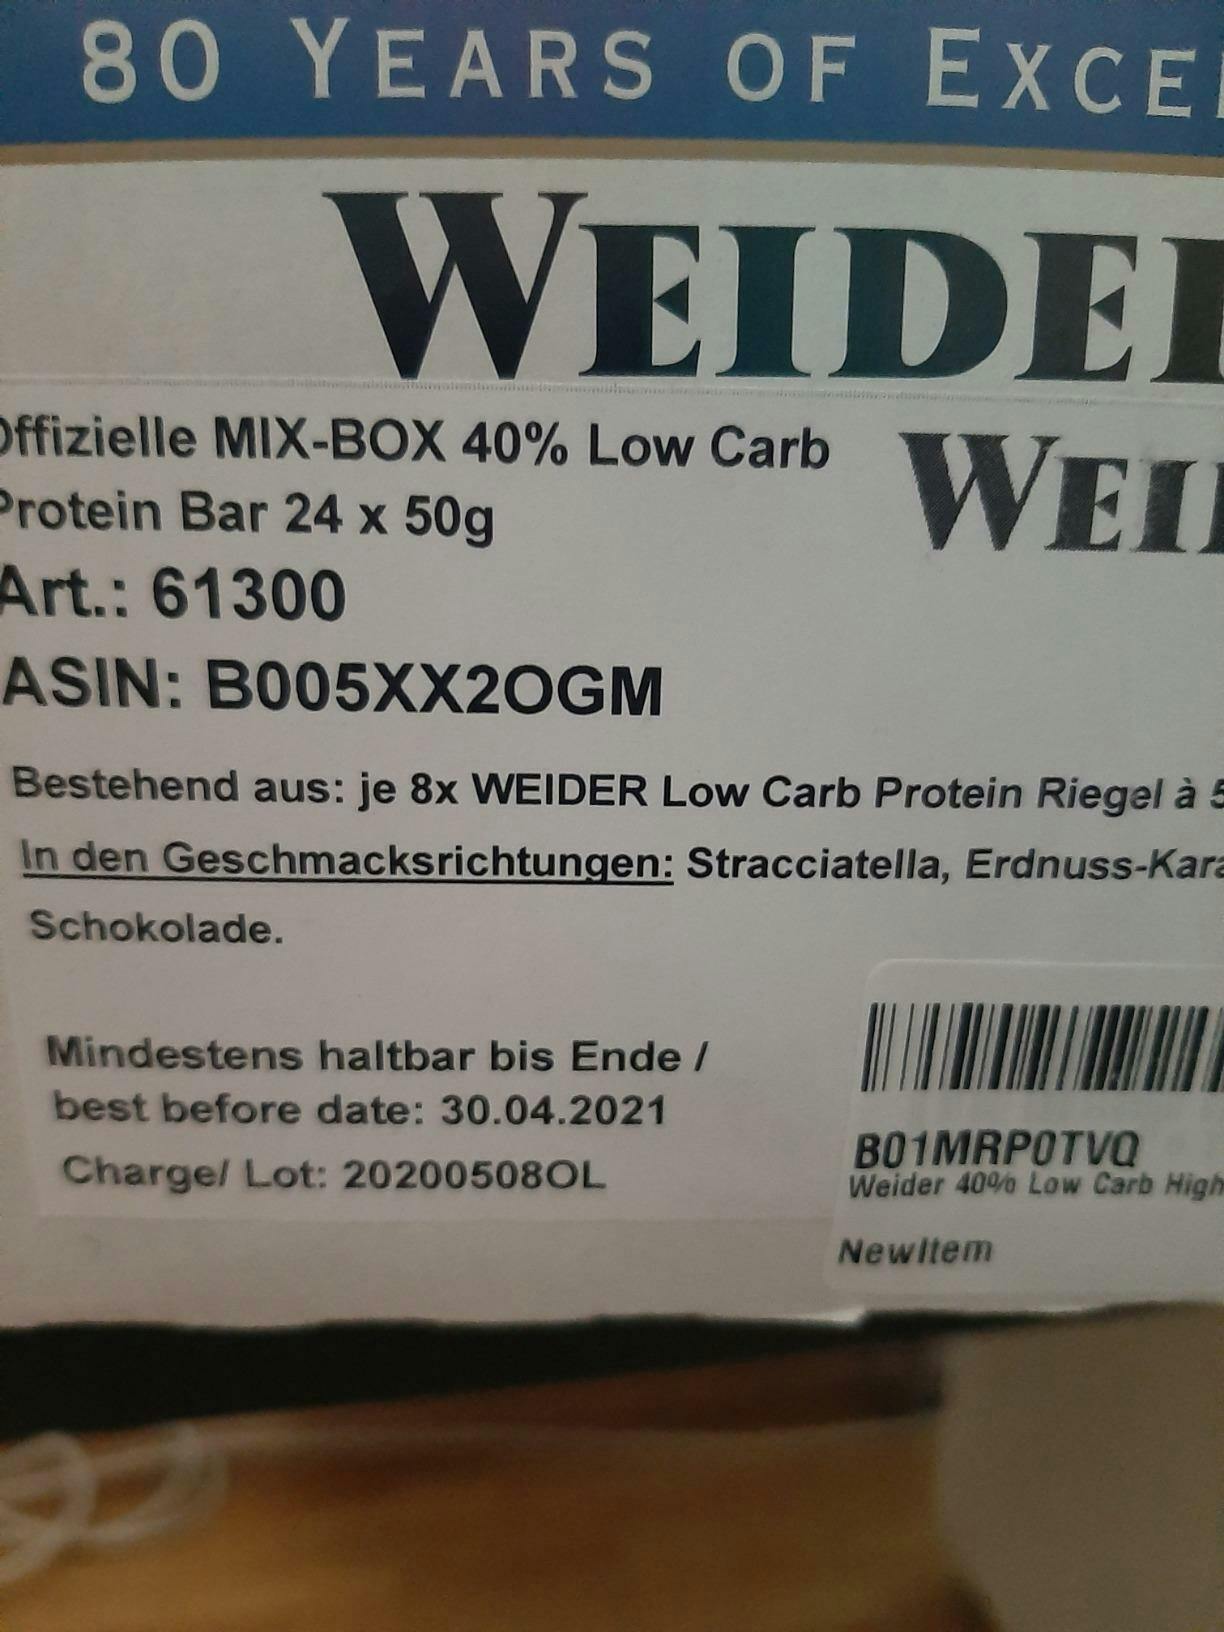 80 YEARS OF EXCE
WEIDE
Offizielle MIX-BOX 40% Low Carb
WEI
Protein Bar 24 x 50g
Art.: 61300
ASIN: B005XX2OGM
Bestehend aus: je 8x WEIDER Low Carb Protein Riegel à 5
In den Geschmacksrichtungen: Stracciatella, Erdnuss-Kara
Schokolade.
Mindestens haltbar bis Ende /
best before date: 30.04.2021
Charge/ Lot: 20200508OL
B01MRP0TVQ
Weider 40% Low Carb High
NewItem